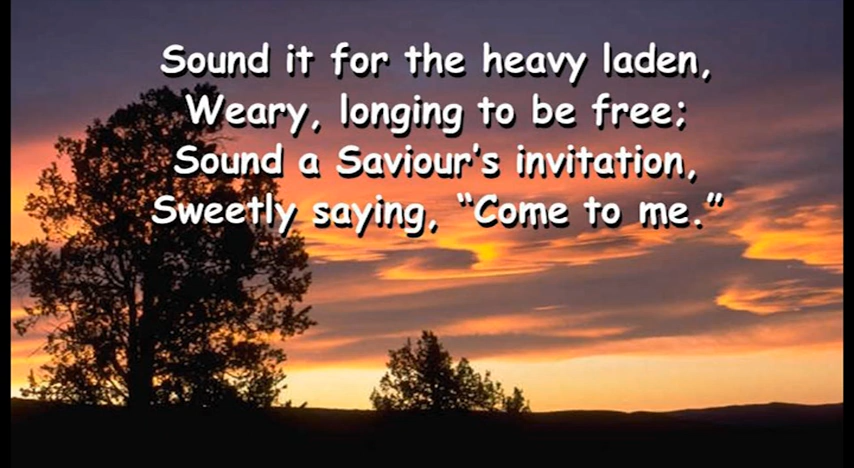 Sound it for the heavy laden,
Weary, longing to be free;
Sound a Saviour's invitation,
Sweetly saying, “Come to me.”